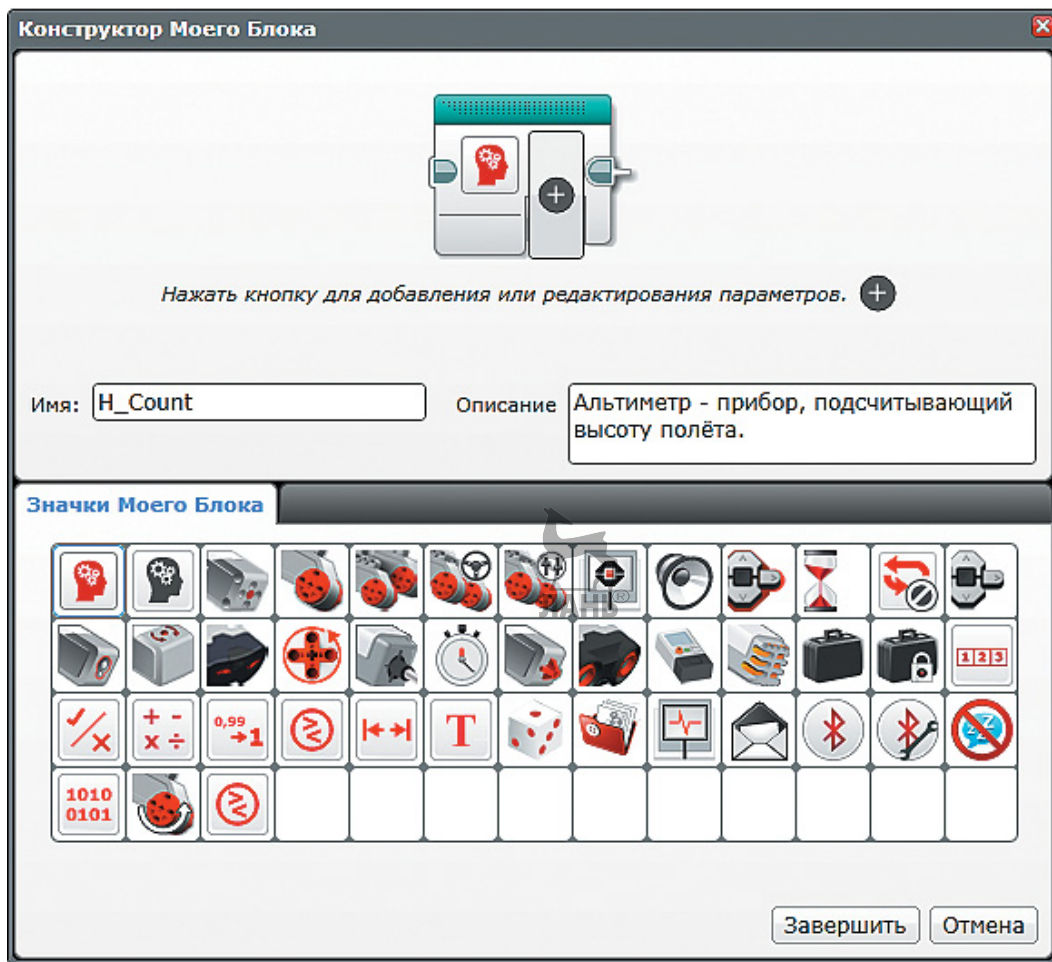 Конструктор Моего Блока
Нажать кнопку для добавления или редактирования параметров.
Имя: H_Count
Описание Альтиметр - прибор, подсчитывающий
высоту полёта.
Значки Моего Блока
ЛАНЬ®
1 2 3
+ -
x ÷
0,99
→1
T
Z Z Z
1010
0101
Завершить Отмена